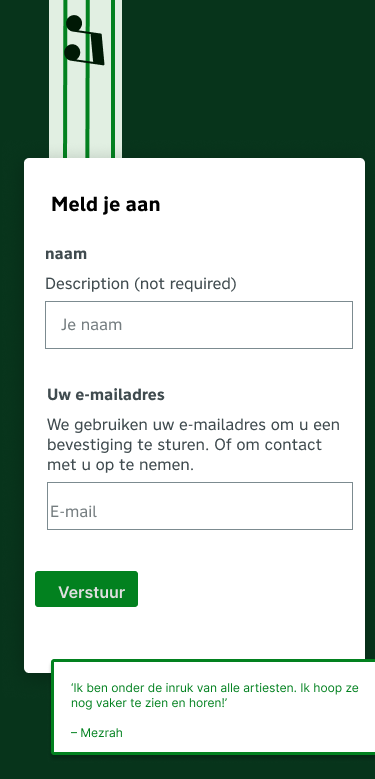 Meld je aan
naam
Description (not required)
Je naam
Uw e-mailadres
We gebruiken uw e-mailadres om u een
bevestiging te sturen. Of om contact
met u op te nemen.
E-mail
Verstuur
‘Ik ben onder de inruk van alle artiesten. Ik hoop ze
nog vaker te zien en horen!’
– Mezrah